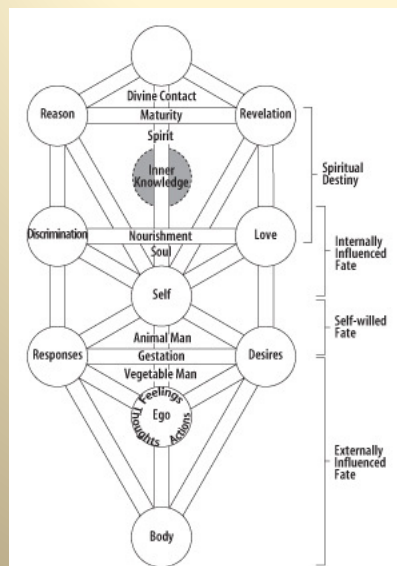 Divine Contact
Reason
Maturity
Revelation
Spirit
Inner
Knowledge
Spiritual
Destiny
Discrimination
Nourishment
Love
Soul
Internally
Influenced
Fate
Self
Self-willed
Fate
Animal Man
Responses
Gestation
Desires
Vegetable Man
Feelings
Thoughts
Ego
Actions
Externally
Influenced
Fate
Body